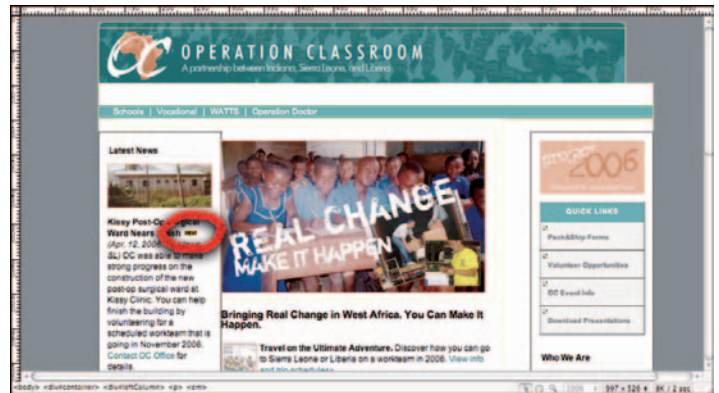 OC OPERATION CLASSROOM
A partnership between Indiana, Sierra Leone, and Liberia
Schools | Vocational | WATTS | Operation Doctor
Latest News
Kissy Post-Op
Ward Nears
(Apr. 12, 2006
SL) OC was able to make
strong progress on the
construction of the new
post-op surgical ward at
Kissy Clinic. You can help
finish the building by
volunteering for a
scheduled workteam that is
going in November 2006.
Contact OC Office for
details.
REAL CHANGE
MAKE IT HAPPEN
Bringing Real Change in West Africa. You Can Make It
Happen.
Travel on the Ultimate Adventure. Discover how you can go
to Sierra Leone or Liberia on a workteam in 2006. View info
and trip schedules»
project
2006
QUICK LINKS
Pack&Ship Forms
Volunteer Opportunities
OC Event Info
Download Presentations
Who We Are
<body> <div#container> <div#leftColumn> <p> <em>
100%
997 x 526
8K / 2 sec